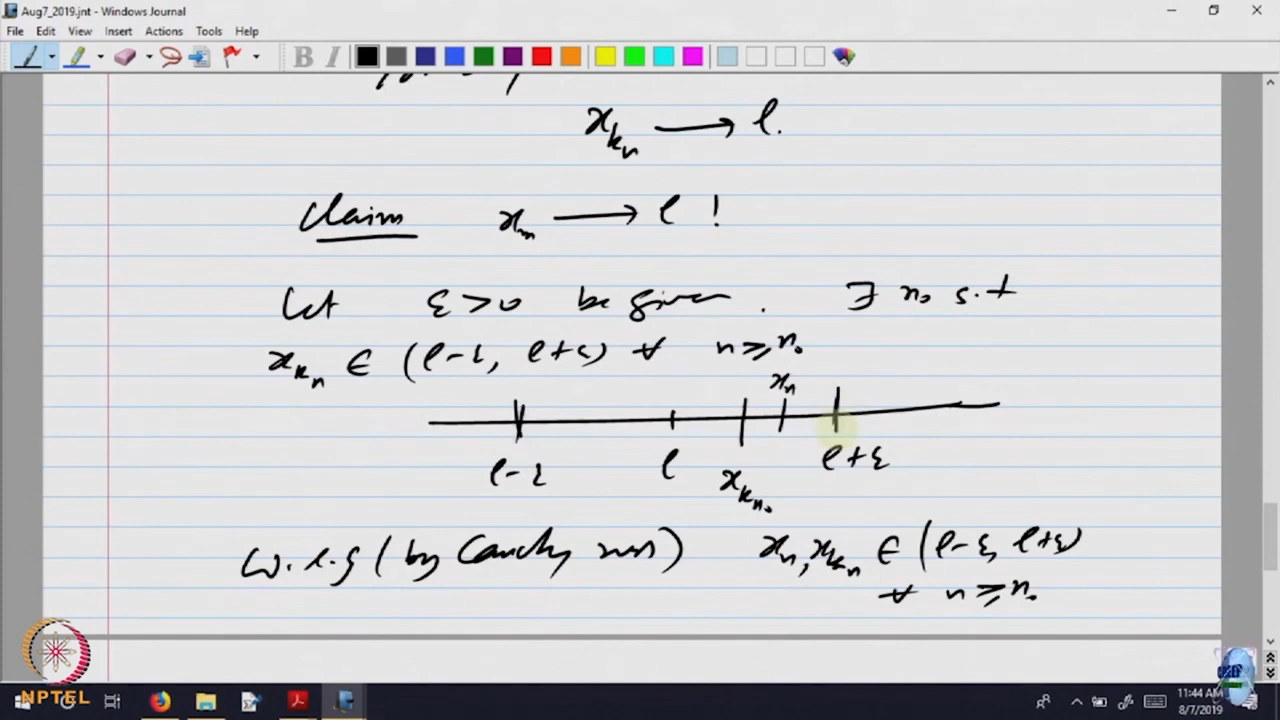 Aug7_2019.jnt - Windows Journal
File Edit View Insert Actions Tools Help
B I
x_{k_n} → l.
Claim x_n → l !
Let ε > 0 be given. ∃ n₀ s.t
x_{k_n} ∈ (l-ε, l+ε) ∀ n ≥ n₀
x_n
l-ε l x_{k_{n₀}} l+ε
W.l.g (by Cauchy ness) x_n, x_{k_n} ∈ (l-ε, l+ε)
∀ n ≥ n₀
NPTEL
11:44 AM
8/7/2019